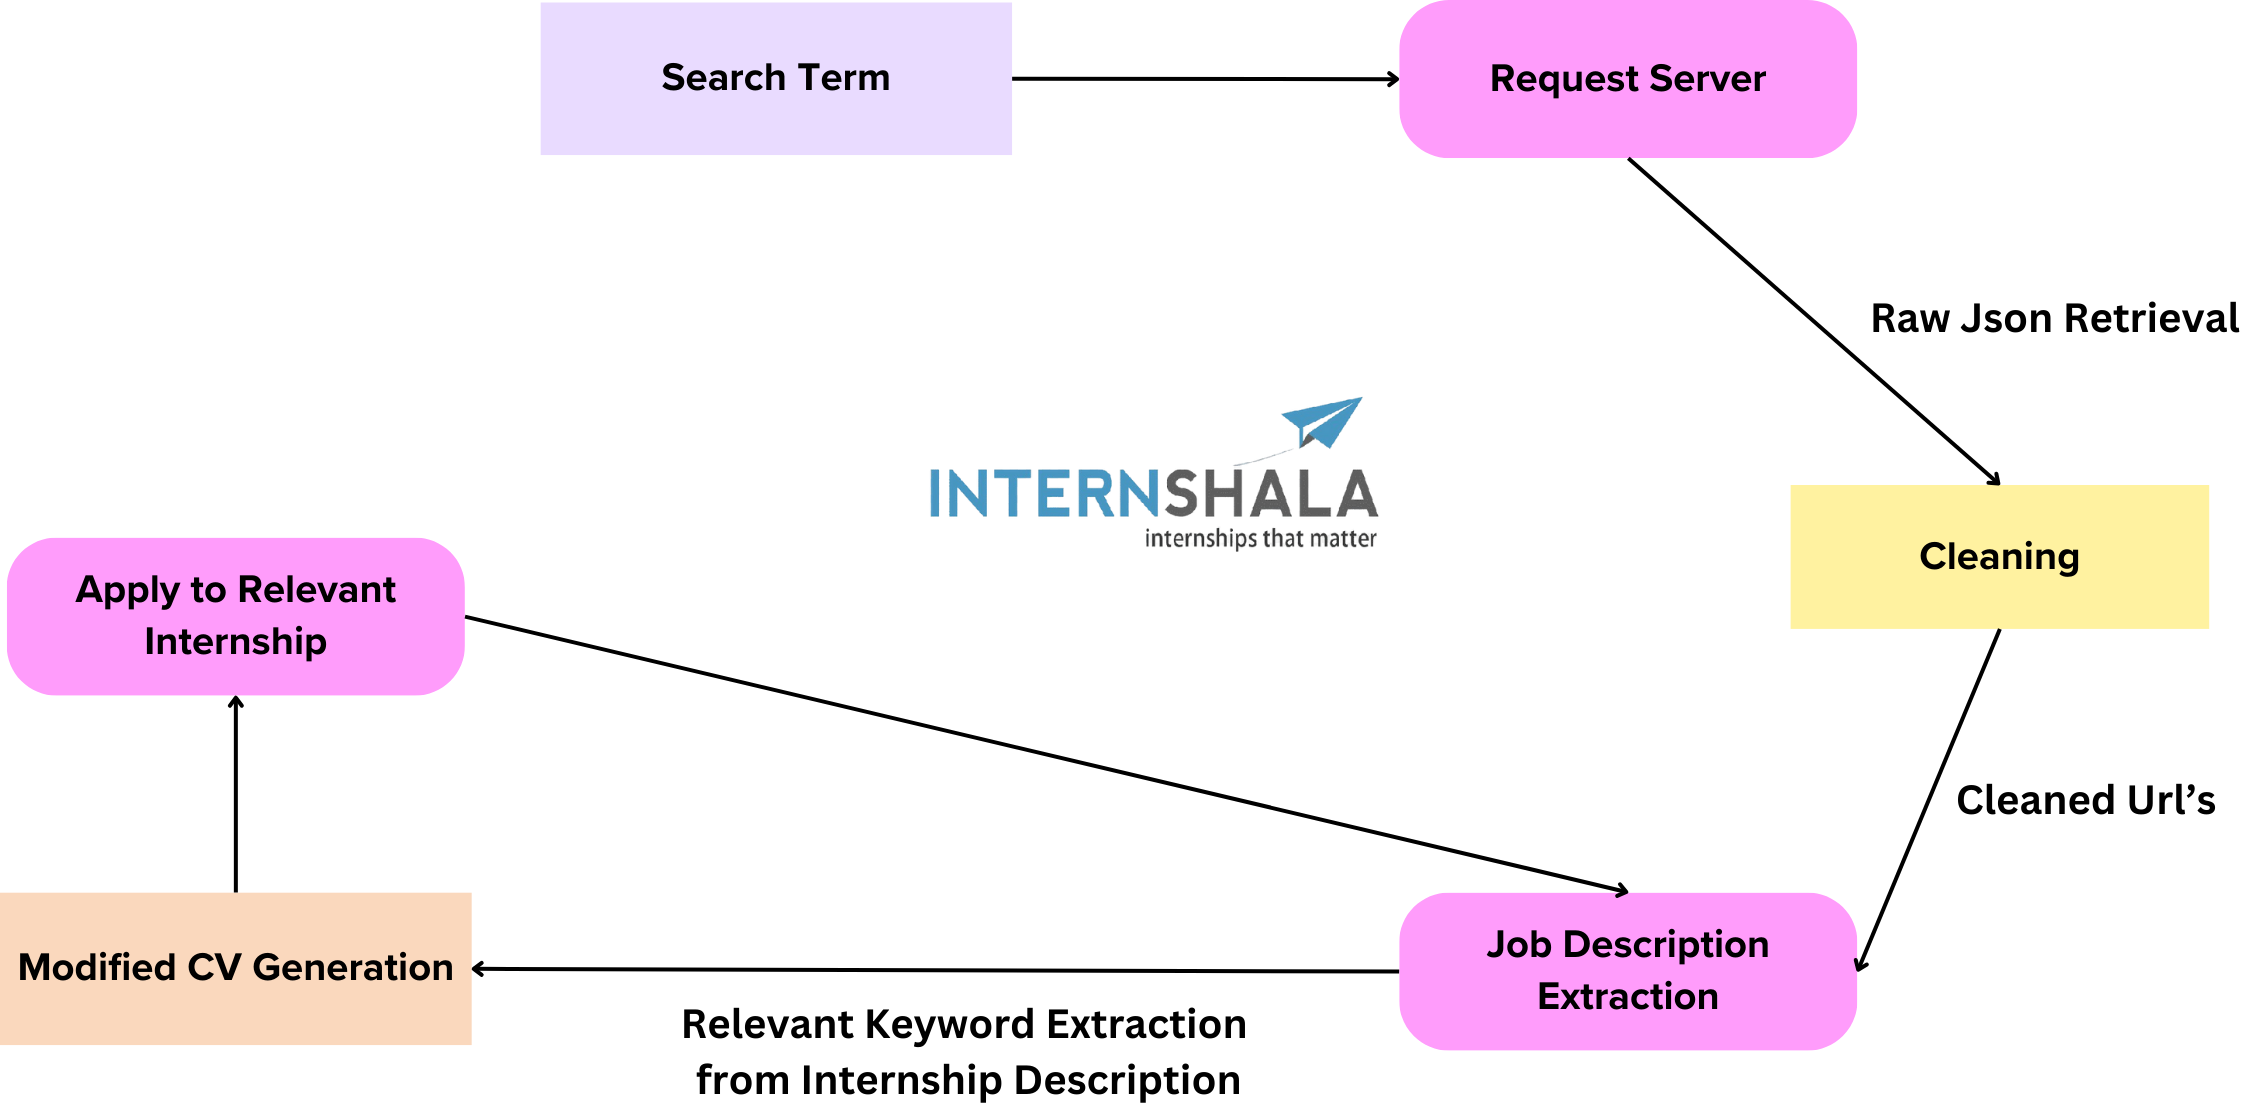 Search Term
Request Server
Raw Json Retrieval
INTERNSHALA
internships that matter
Cleaning
Apply to Relevant
Internship
Cleaned Url’s
Job Description
Extraction
Modified CV Generation
Relevant Keyword Extraction
from Internship Description